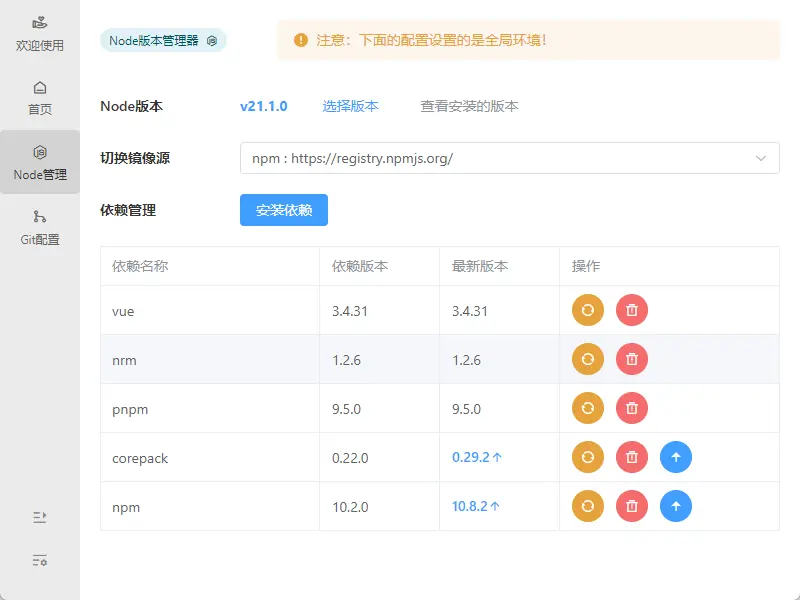 欢迎使用
首页
Node管理
Git配置
Node版本管理器
注意：下面的配置设置的是全局环境！
Node版本 v21.1.0 选择版本 查看安装的版本
切换镜像源 npm : https://registry.npmjs.org/
依赖管理 安装依赖
依赖名称 依赖版本 最新版本 操作
vue 3.4.31 3.4.31
nrm 1.2.6 1.2.6
pnpm 9.5.0 9.5.0
corepack 0.22.0 0.29.2↑
npm 10.2.0 10.8.2↑